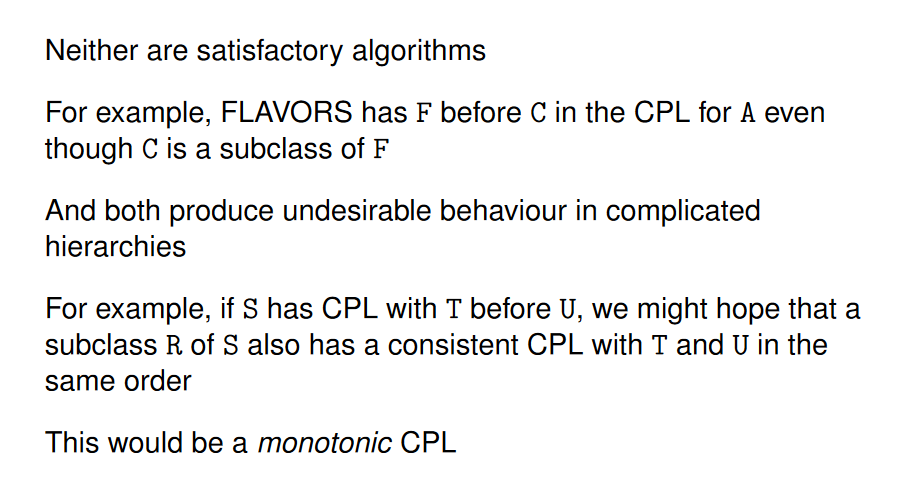 Neither are satisfactory algorithms
For example, FLAVORS has F before C in the CPL for A even
though C is a subclass of F
And both produce undesirable behaviour in complicated
hierarchies
For example, if S has CPL with T before U, we might hope that a
subclass R of S also has a consistent CPL with T and U in the
same order
This would be a monotonic CPL